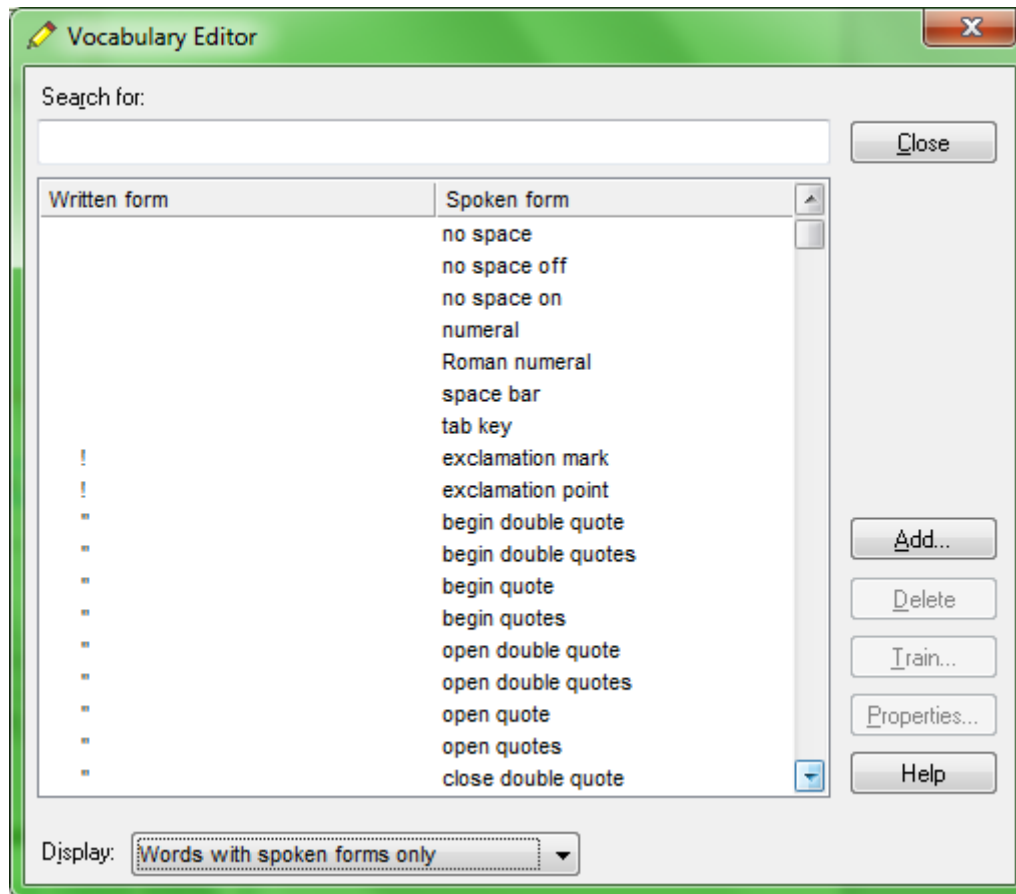 Vocabulary Editor
Search for:
Close
Written form Spoken form
no space
no space off
no space on
numeral
Roman numeral
space bar
tab key
! exclamation mark
! exclamation point
" begin double quote
" begin double quotes
" begin quote
" begin quotes
" open double quote
" open double quotes
" open quote
" open quotes
" close double quote
Add...
Delete
Train...
Properties...
Help
Display: Words with spoken forms only